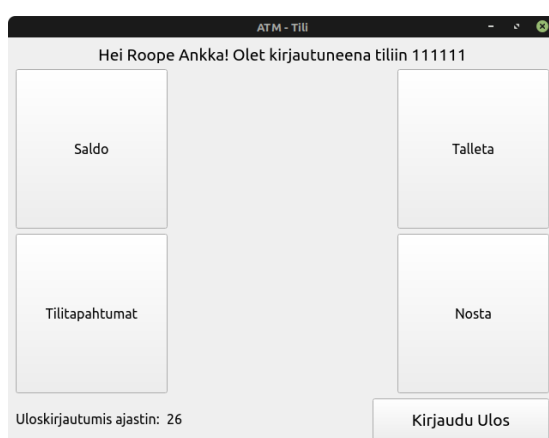 ATM - Tili
Hei Roope Ankka! Olet kirjautuneena tiliin 111111
Saldo
Talleta
Tilitapahtumat
Nosta
Uloskirjautumis ajastin: 26
Kirjaudu Ulos